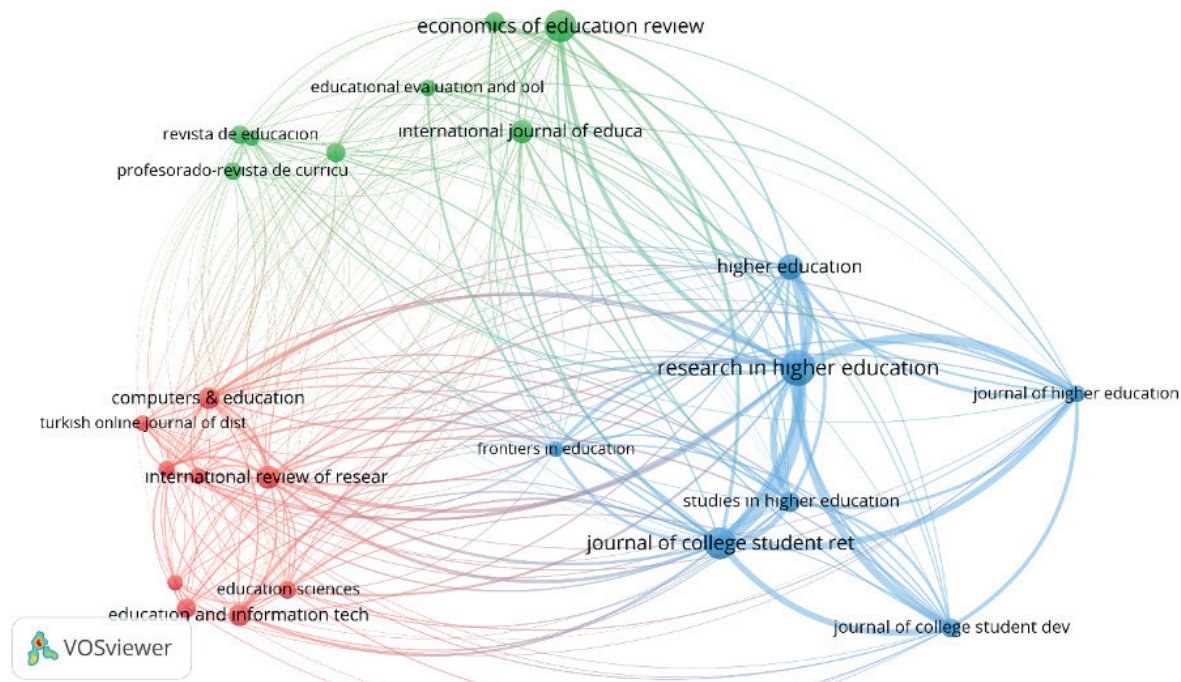 economics of education review
educational evaluation and pol
revista de educacion
international journal of educa
profesorado-revista de curricu
higher education
research in higher education
journal of higher education
computers & education
turkish online journal of dist
frontiers in education
international review of resear
studies in higher education
journal of college student ret
education sciences
education and information tech
journal of college student dev
VOSviewer